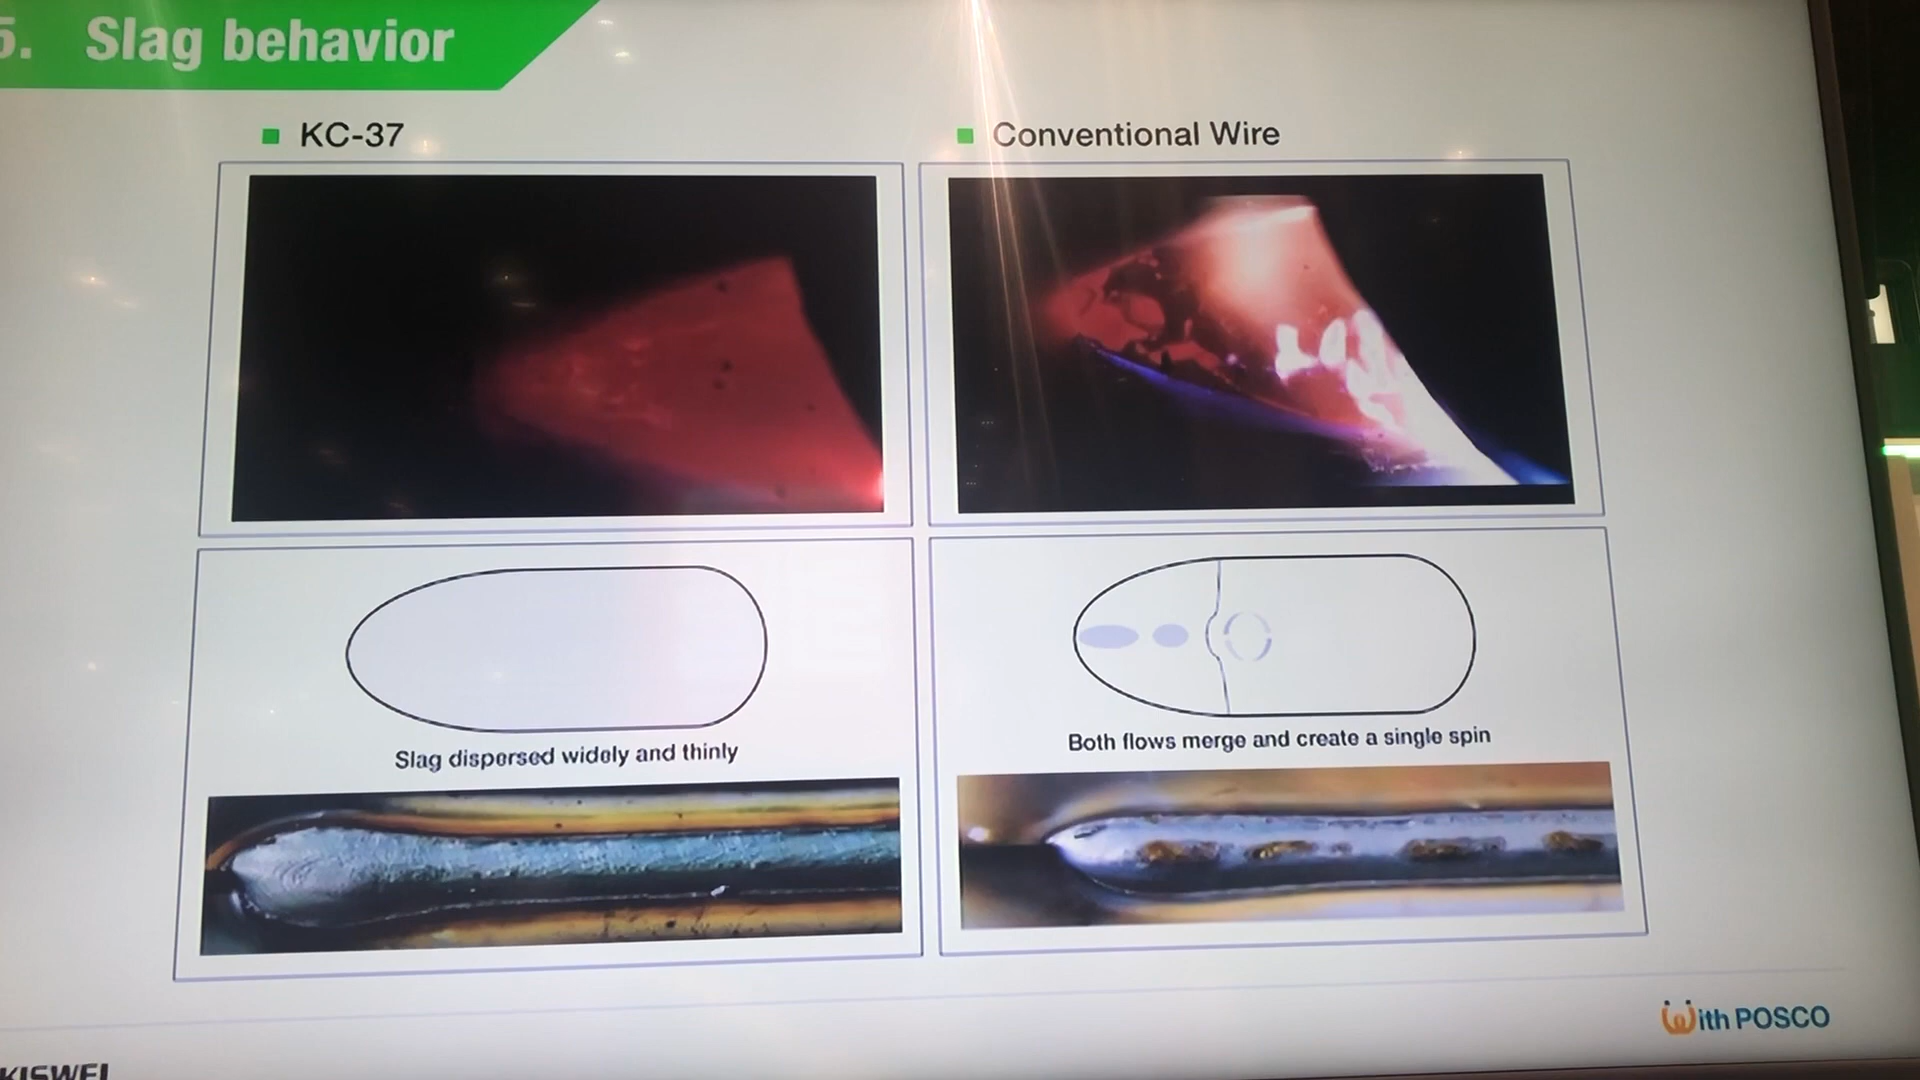 5. Slag behavior
KC-37
Conventional Wire
Slag dispersed widely and thinly
Both flows merge and create a single spin
With POSCO
KISWEL